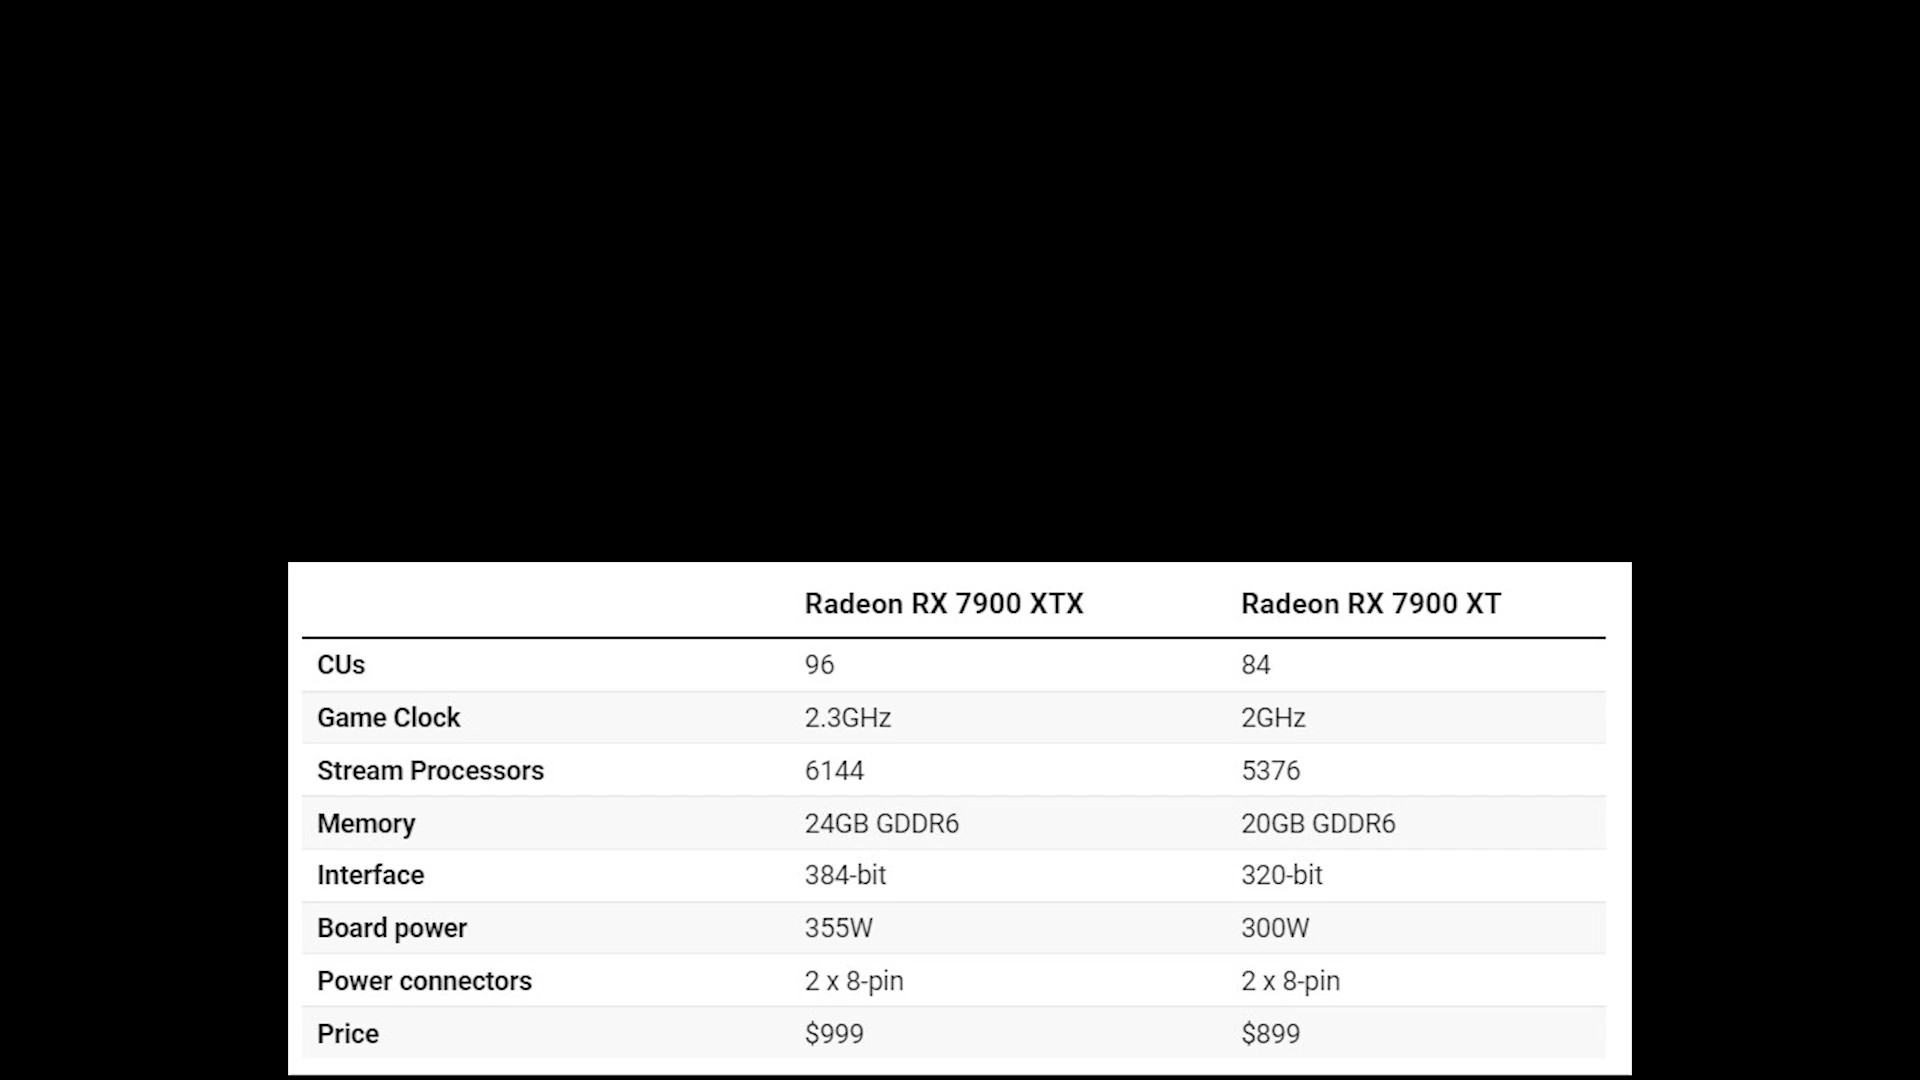 Radeon RX 7900 XTX Radeon RX 7900 XT
CUs 96 84
Game Clock 2.3GHz 2GHz
Stream Processors 6144 5376
Memory 24GB GDDR6 20GB GDDR6
Interface 384-bit 320-bit
Board power 355W 300W
Power connectors 2 x 8-pin 2 x 8-pin
Price $999 $899